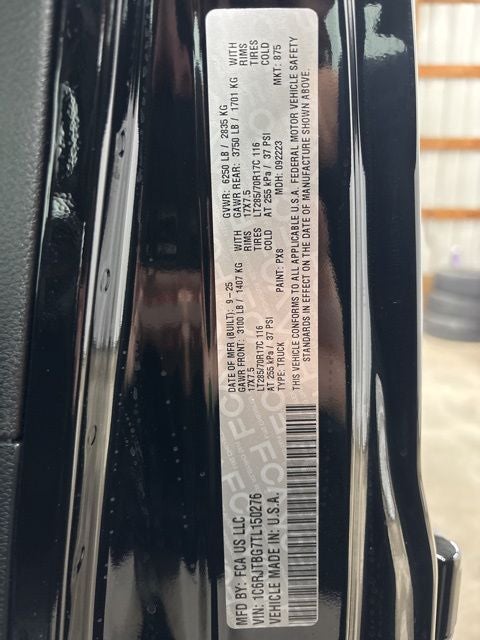 MFD BY: FCA US LLC
DATE OF MFR (BUILT): 9-25
GVWR: 6250 LB / 2835 KG
GAWR FRONT: 3100 LB / 1407 KG WITH
GAWR REAR: 3750 LB / 1701 KG WITH
17X7.5 RIMS
17X7.5 RIMS
LT285/70R17C 116 TIRES
LT285/70R17C 116 TIRES
AT 255 kPa / 37 PSI COLD
AT 255 kPa / 37 PSI COLD
TYPE: TRUCK PAINT: PX8 MDH: 092223 MKT: 875
VIN: 1C6RJTBG7TL150276
VEHICLE MADE IN: U.S.A.
THIS VEHICLE CONFORMS TO ALL APPLICABLE U.S.A. FEDERAL MOTOR VEHICLE SAFETY
STANDARDS IN EFFECT ON THE DATE OF MANUFACTURE SHOWN ABOVE.